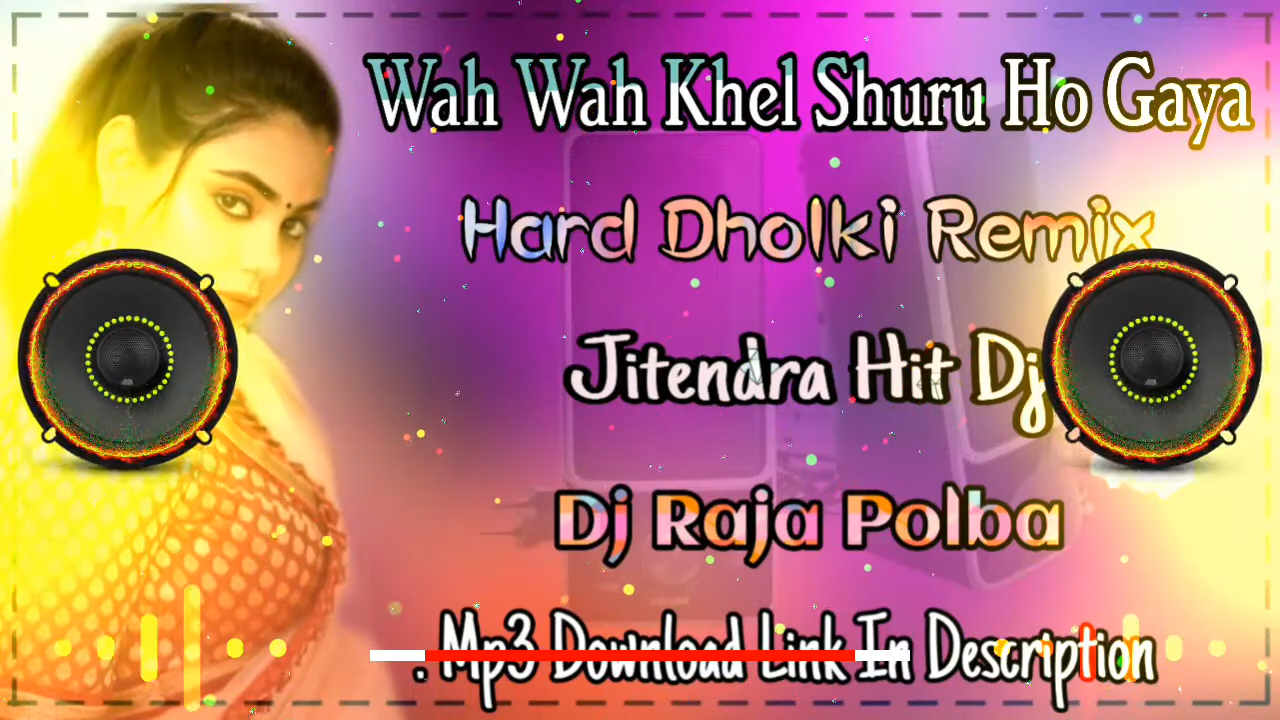 Wah Wah Khel Shuru Ho Gaya
Hard Dholki Remix
Jitendra Hit Dj
Dj Raja Polba
. Mp3 Download Link In Description